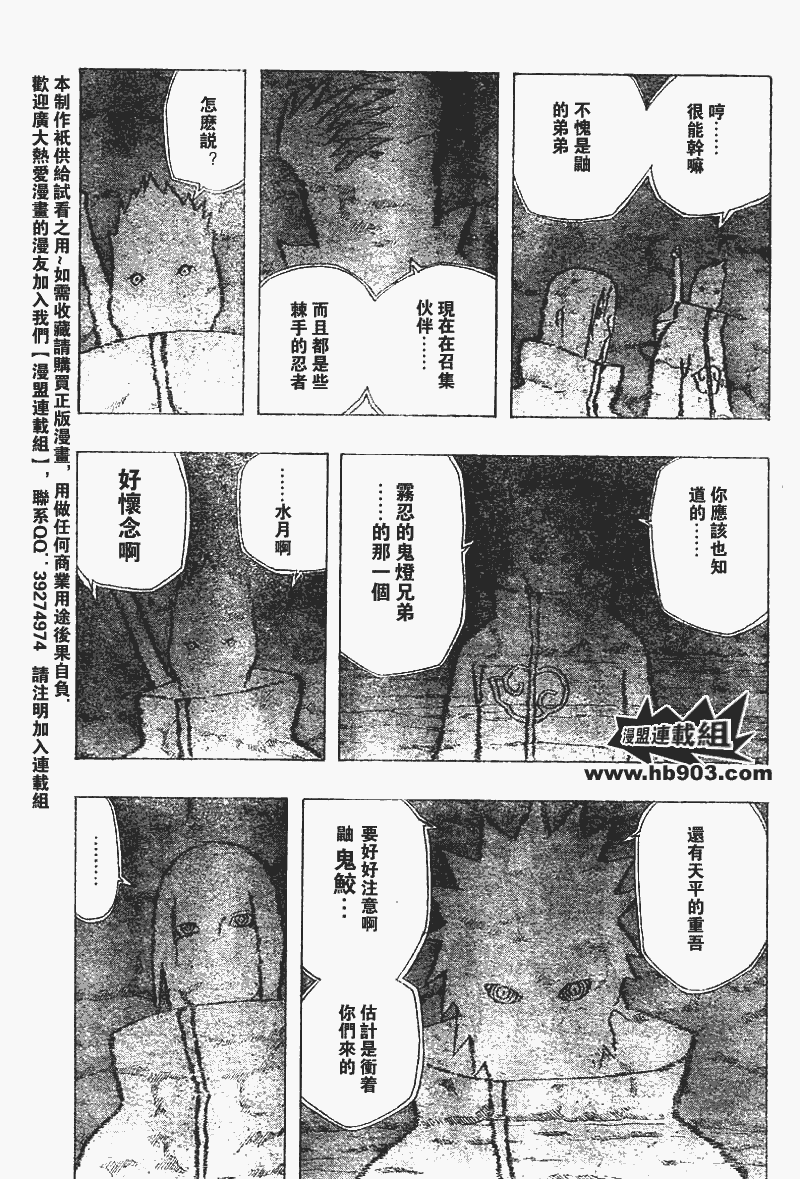 哼……
很能幹嘛
不愧是鼬
的弟弟
現在在召集
伙伴……
而且都是些
棘手的忍者
怎麽説？
你應該也知
道的……
霧忍的鬼燈兄弟
……的那一個
……水月啊
好懷念啊
還有天平的重吾
要好好注意啊
鼬 鬼鮫…
估計是衝着
你們來的
………
本制作衹供給試看之用~如需收藏請購買正版漫畫，用做任何商業用途後果自負.
歡迎廣大熱愛漫畫的漫友加入我們【漫盟連載組】，聯系QQ：39274974 請注明加入連載組
漫盟連載組
www.hb903.com